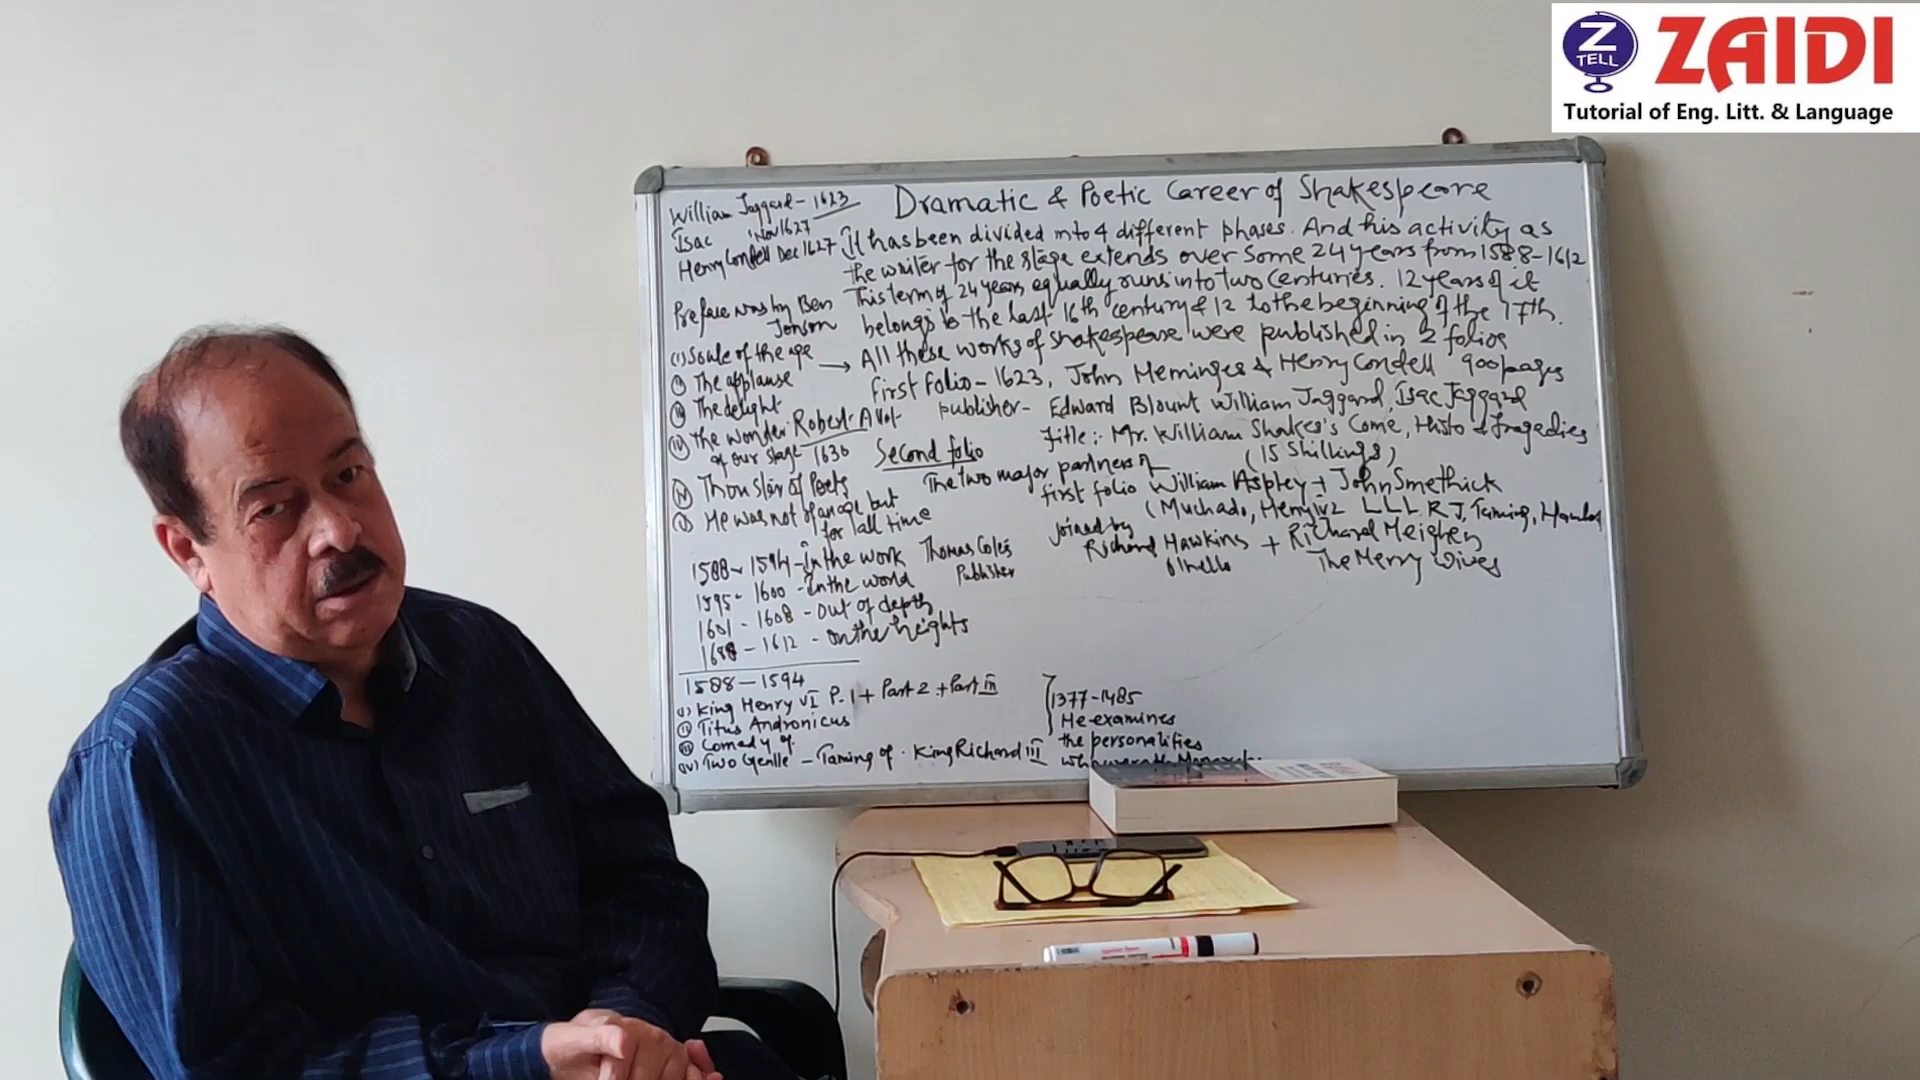 Z
TELL
ZAIDI
Tutorial of Eng. Litt. & Language
Dramatic & Poetic Career of Shakespeare
William Jaggard - 1623
Isac Nov 1627
Henry Condell Dec 1627
Preface was by Ben
Jonson
(i) Soule of the age
(ii) The applause
(iii) The delight
(iv) The wonder
of our stage
Robert - A Vot
1630
Thou Star of Poets
He was not of an age but
for all time
It has been divided into 4 different phases. And his activity as
the writer for the stage extends over some 24 years from 1588-1612
This term of 24 years equally runs into two centuries. 12 years of it
belongs to the last 16th century & 12 to the beginning of the 17th.
All these works of Shakespeare were published in 2 folios
First Folio - 1623, John Meminges & Henry Condell 900 pages
Publisher - Edward Blount William Jaggard, Isac Jaggard
Title :- Mr. William Shakes's Come, Histo & Tragedies
(15 Shillings)
Second folio
The two major partners of
first folio William Aspley + John Smethick
(Muchado, Henry iv 2 LLL RJ, Taming, Hamlet
joined by
Richard Hawkins + Richard Meighen
Othello The Merry Wives
Thomas Cotes
Publisher
1588 - 1594 - In the work
1595 - 1600 - In the world
1601 - 1608 - Out of depth
1612 - On the heights
1588 - 1594
(i) King Henry VI P. 1 + Part 2 + Part III
(ii) Titus Andronicus
(iii) Comedy of
(iv) Two Gentle - Taming of . King Richard III
1377-1485
He examines
the personalities